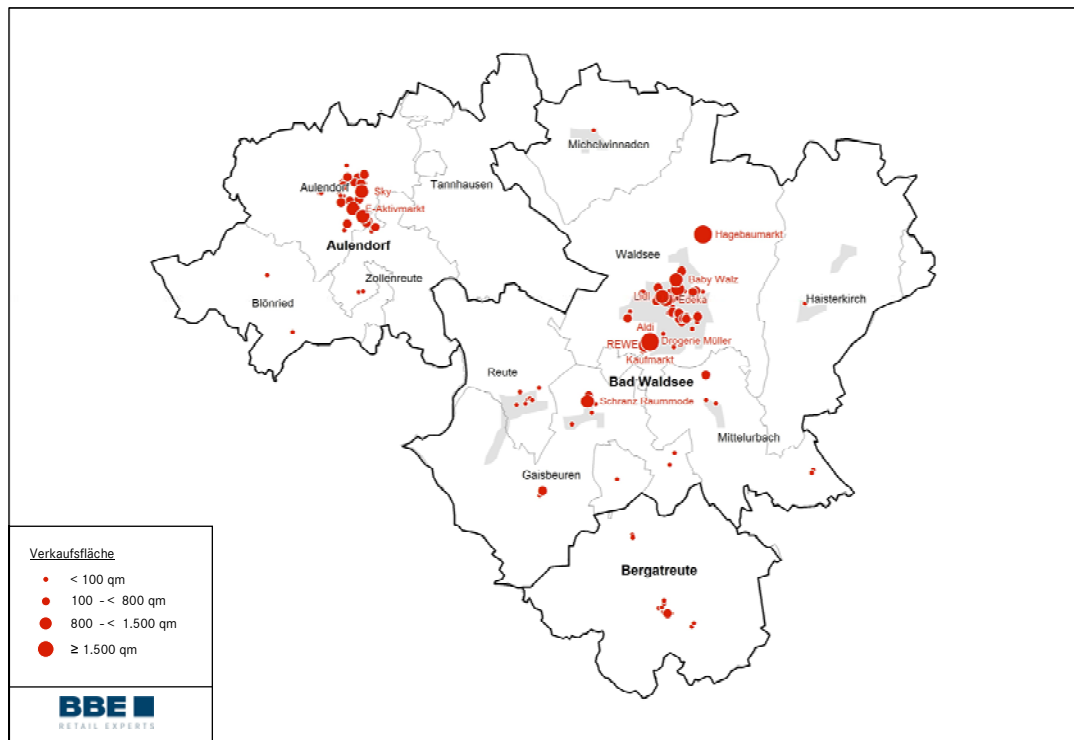 Michelwinnaden
Aulendorf
Tannhausen
Sky
E-Aktivmarkt
Aulendorf
Hagebaumarkt
Waldsee
Zollenreute
Baby Walz
Blönried
Lidl
Edeka
Haisterkirch
Aldi
REWE
Drogerie Müller
Kaufmarkt
Reute
Bad Waldsee
Schranz Raummode
Mittelurbach
Gaisbeuren
Bergatreute
Verkaufsfläche
< 100 qm
100 - < 800 qm
800 - < 1.500 qm
≥ 1.500 qm
BBE
RETAIL EXPERTS